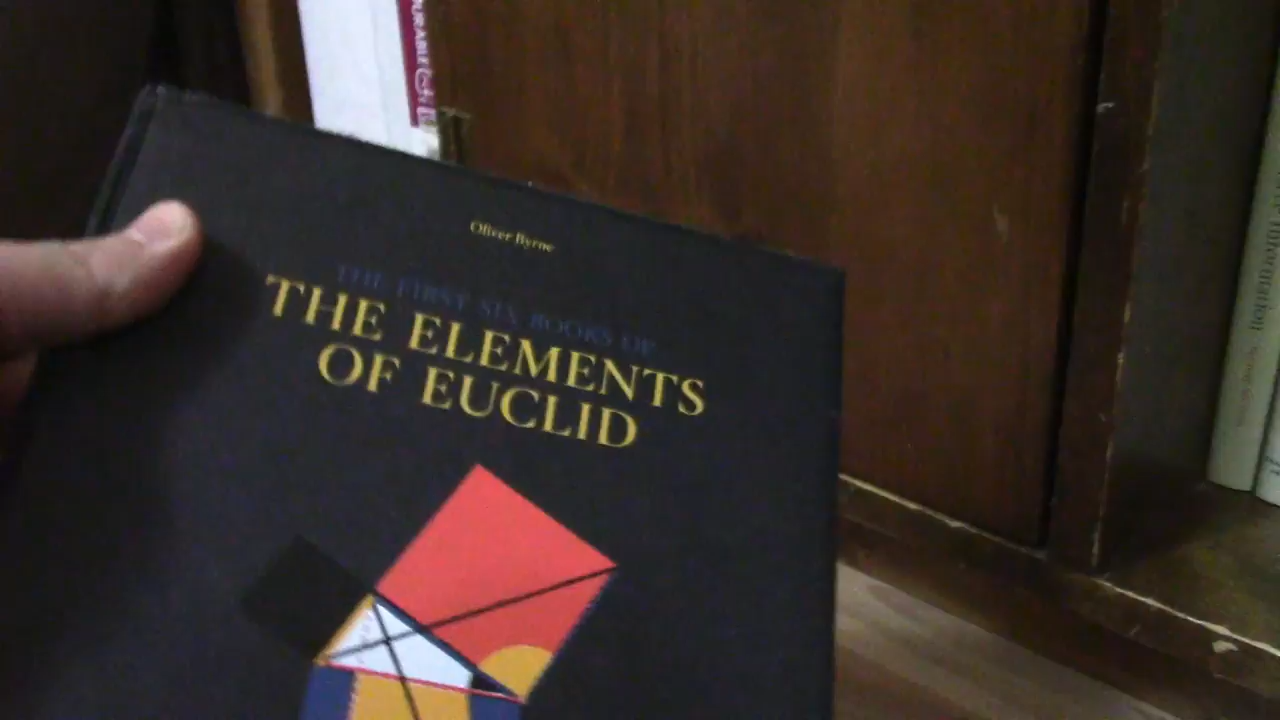 Oliver Byrne
THE FIRST SIX BOOKS OF
THE ELEMENTS
OF EUCLID